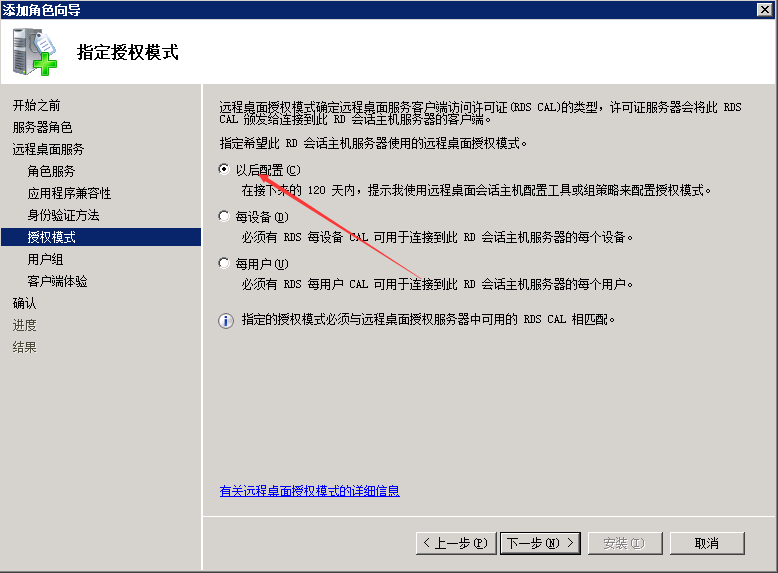 添加角色向导
指定授权模式
开始之前
服务器角色
远程桌面服务
角色服务
应用程序兼容性
身份验证方法
授权模式
用户组
客户端体验
确认
进度
结果
远程桌面授权模式确定远程桌面服务客户端访问许可证(RDS CAL)的类型，许可证服务器会将此 RDS
CAL 颁发给连接到此 RD 会话主机服务器的客户端。
指定希望此 RD 会话主机服务器使用的远程桌面授权模式。
以后配置(C)
在接下来的 120 天内，提示我使用远程桌面会话主机配置工具或组策略来配置授权模式。
每设备(D)
必须有 RDS 每设备 CAL 可用于连接到此 RD 会话主机服务器的每个设备。
每用户(U)
必须有 RDS 每用户 CAL 可用于连接到此 RD 会话主机服务器的每个用户。
指定的授权模式必须与远程桌面授权服务器中可用的 RDS CAL 相匹配。
有关远程桌面授权模式的详细信息
< 上一步(P) 下一步(N) > 安装(I) 取消